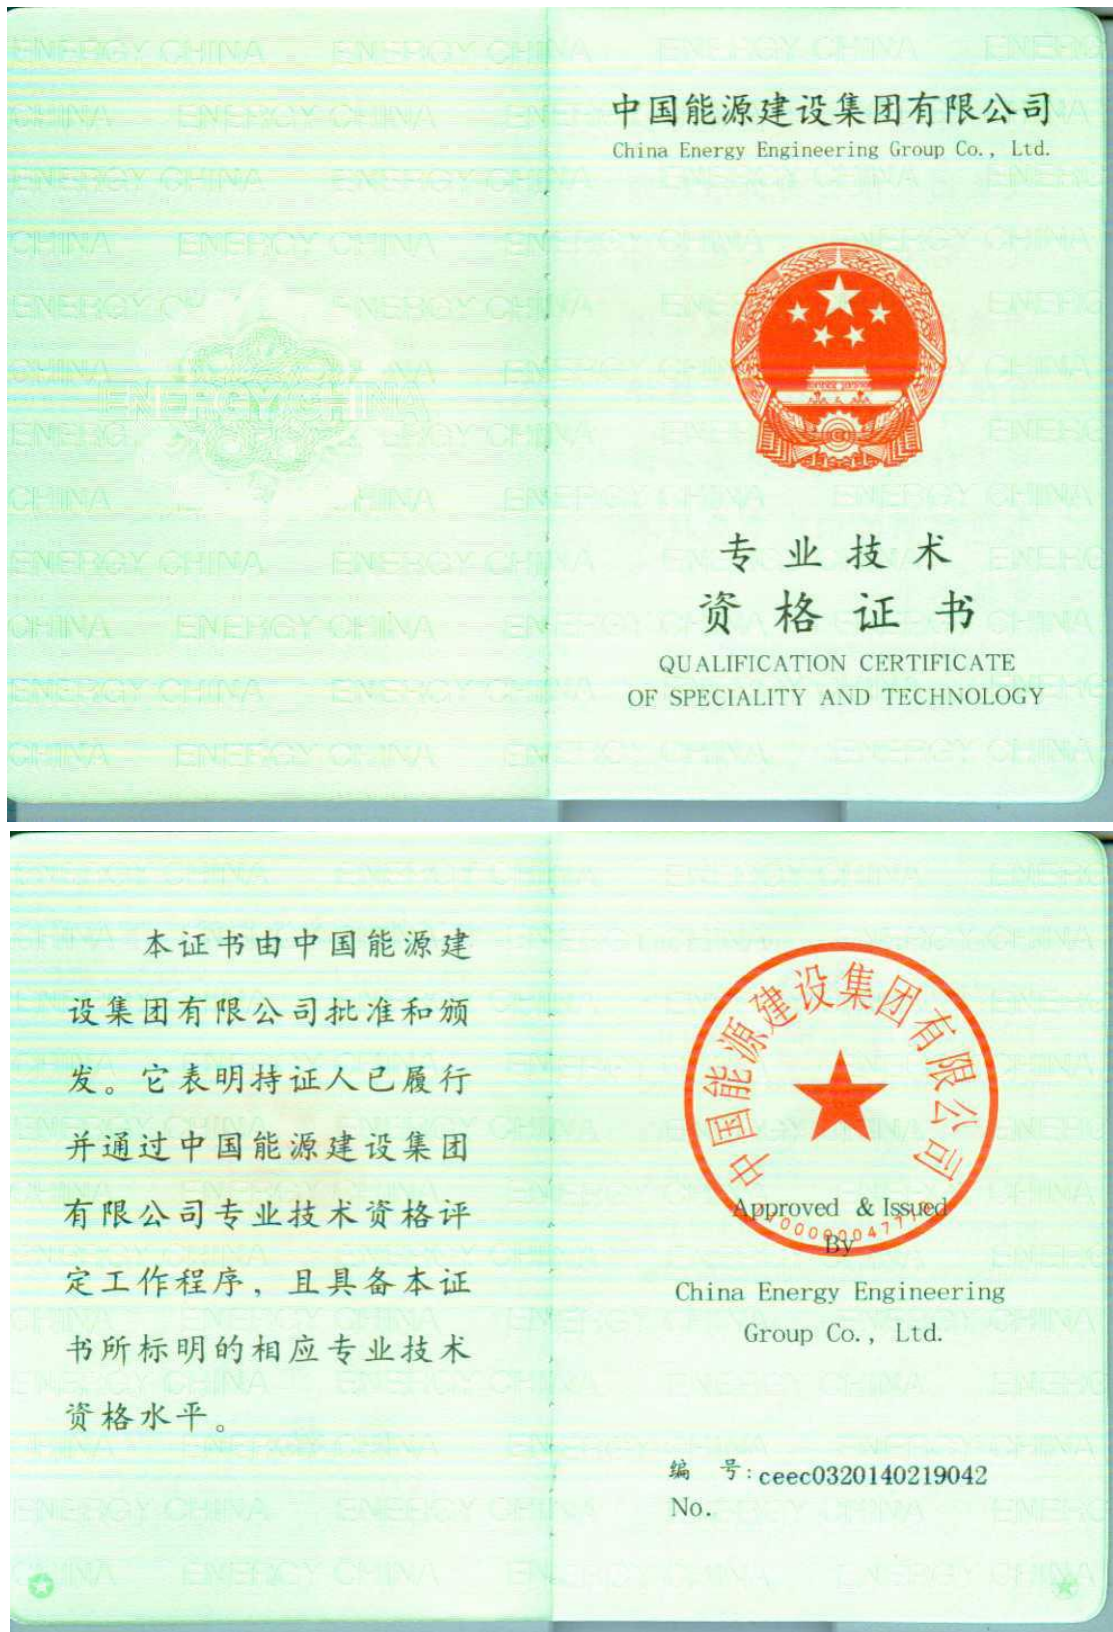 中国能源建设集团有限公司
China Energy Engineering Group Co., Ltd.
ENERGY CHINA
专业技术
资格证书
QUALIFICATION CERTIFICATE
OF SPECIALITY AND TECHNOLOGY
本证书由中国能源建
设集团有限公司批准和颁
发。它表明持证人已履行
并通过中国能源建设集团
有限公司专业技术资格评
定工作程序，且具备本证
书所标明的相应专业技术
资格水平。
中国能源建设集团有限公司
Approved & Issued
By
China Energy Engineering
Group Co., Ltd.
编 号:ceec0320140219042
No.